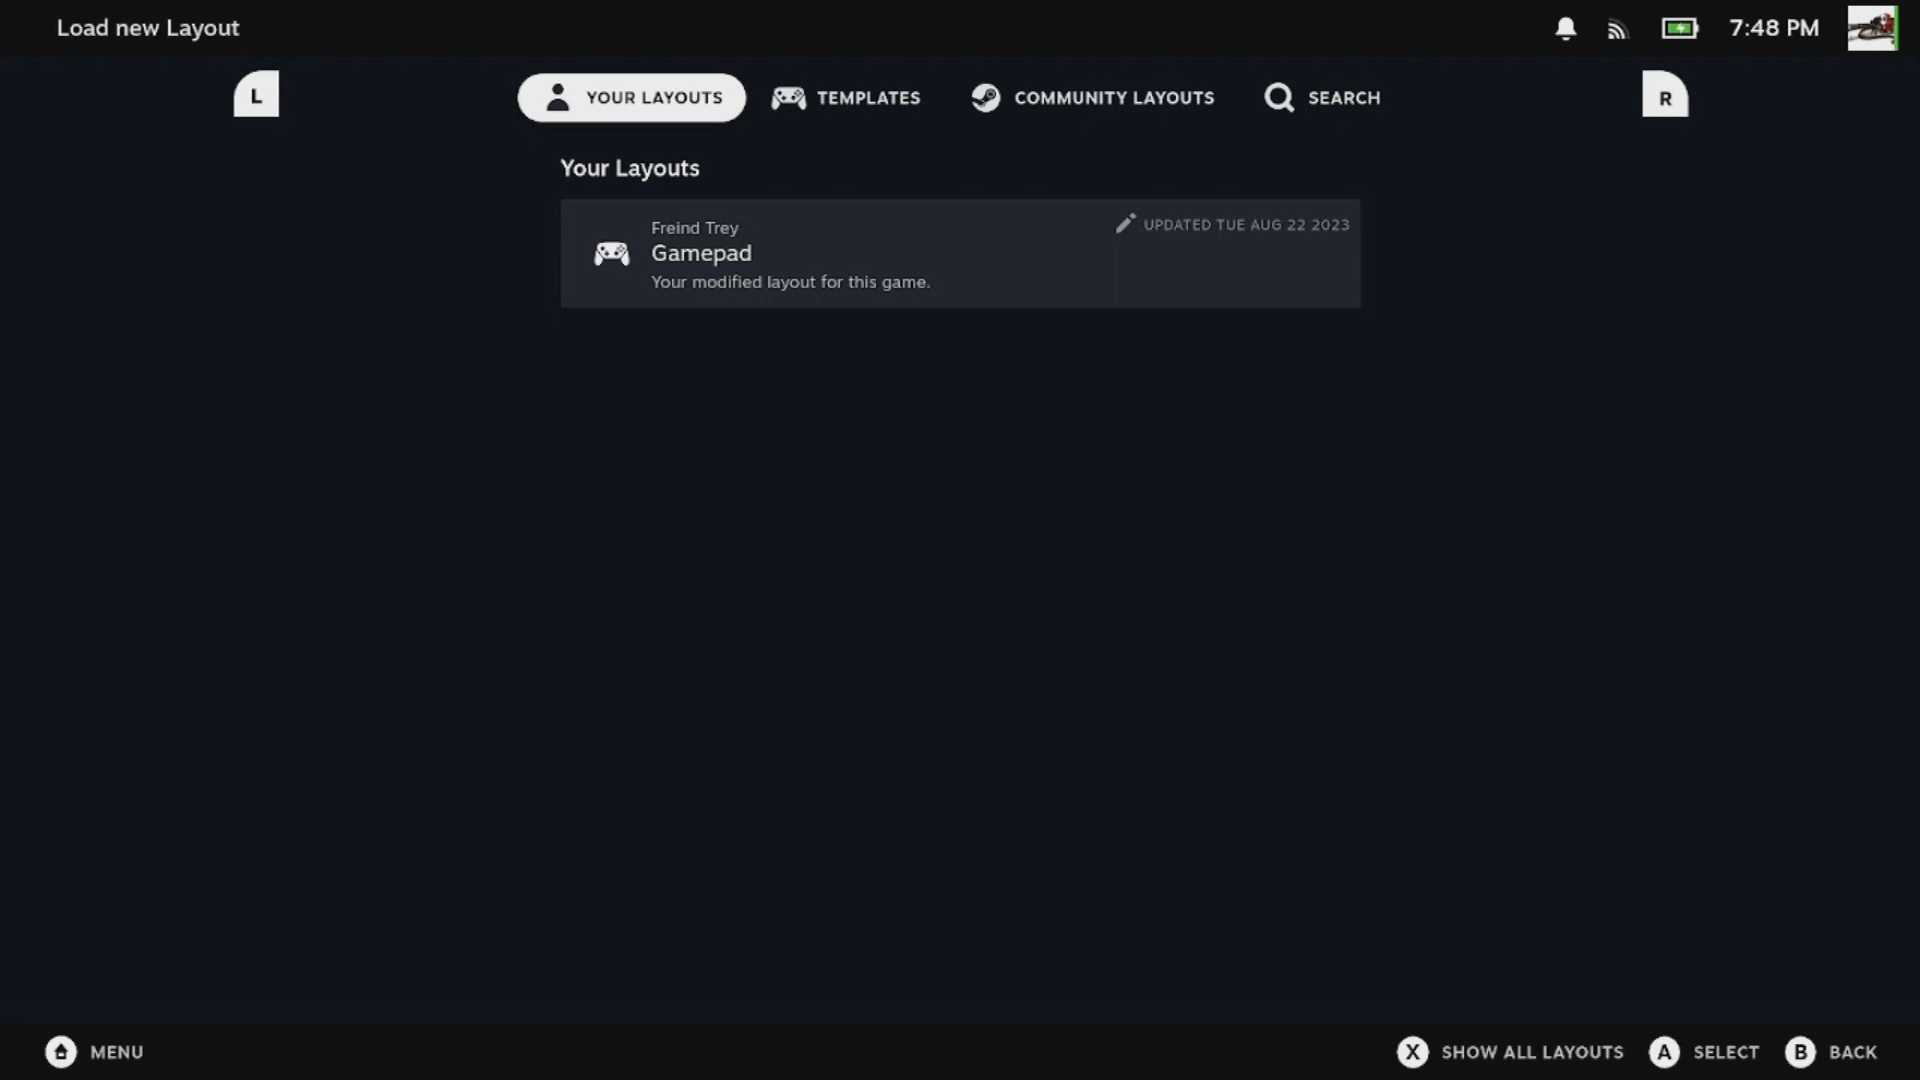 Load new Layout
7:48 PM
L
YOUR LAYOUTS
TEMPLATES
COMMUNITY LAYOUTS
SEARCH
R
Your Layouts
Freind Trey
UPDATED TUE AUG 22 2023
Gamepad
Your modified layout for this game.
MENU
X SHOW ALL LAYOUTS
A SELECT
B BACK